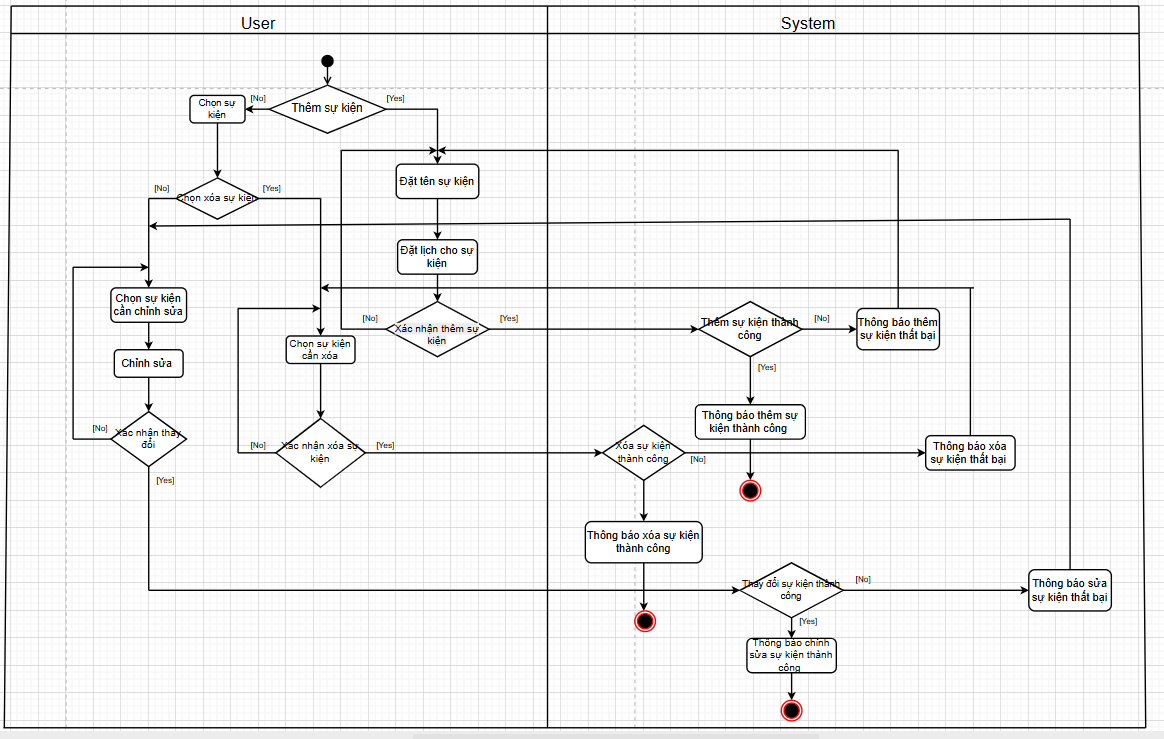 User
System
Thêm sự kiện
[No]
[Yes]
Chọn sự
kiện
Chọn xóa sự kiện
[No]
[Yes]
Đặt tên sự kiện
Đặt lịch cho sự
kiện
Chọn sự kiện
cần chỉnh sửa
Xác nhận thêm sự
kiện
[No]
[Yes]
Thêm sự kiện thành
công
[No]
[Yes]
Thông báo thêm
sự kiện thất bại
Chọn sự kiện
cần xóa
Chỉnh sửa
Thông báo thêm sự
kiện thành công
Xác nhận thay
đổi
[No]
[Yes]
Xác nhận xóa sự
kiện
[No]
[Yes]
Xóa sự kiện
thành công
[No]
Thông báo xóa
sự kiện thất bại
Thông báo xóa sự kiện
thành công
Thay đổi sự kiện thành
công
[No]
[Yes]
Thông báo sửa
sự kiện thất bại
Thông báo chỉnh
sửa sự kiện thành
công